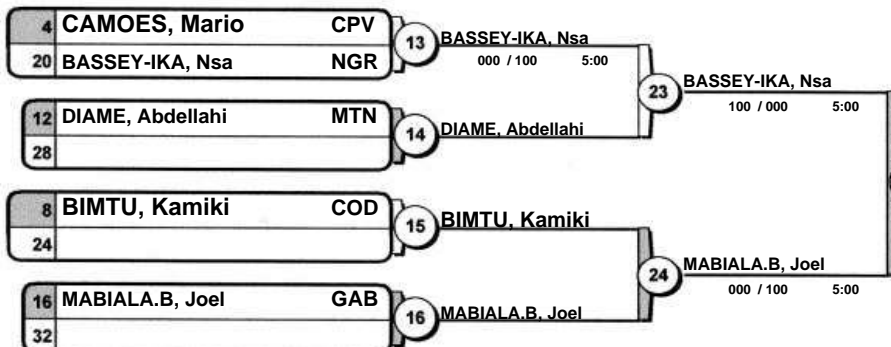 4 CAMOES, Mario CPV
20 BASSEY-IKA, Nsa NGR
13 BASSEY-IKA, Nsa
000 / 100 5:00
12 DIAME, Abdellahi MTN
28
14 DIAME, Abdellahi
23 BASSEY-IKA, Nsa
100 / 000 5:00
8 BIMTU, Kamiki COD
24
15 BIMTU, Kamiki
16 MABIALA.B, Joel GAB
32
16 MABIALA.B, Joel
24 MABIALA.B, Joel
000 / 100 5:00